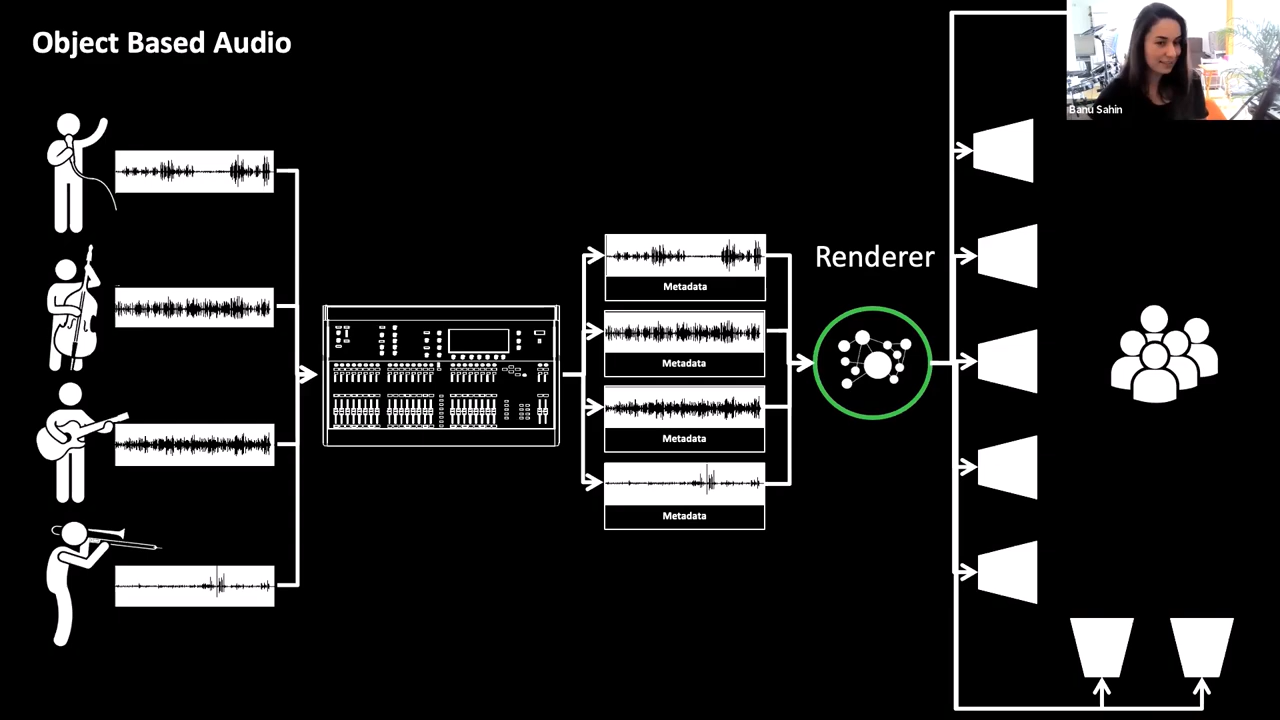 Object Based Audio
Banu Sahin
Renderer
Metadata
Metadata
Metadata
Metadata